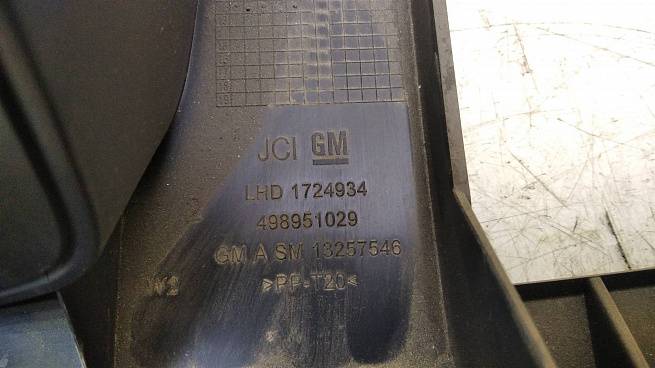 JCI GM
LHD 1724934
498951029
GM A SM 13257546
W2
>PP-T20<